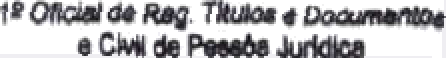 1º Oficial de Reg. Títulos e Documentos
e Civil de Pessoa Jurídica